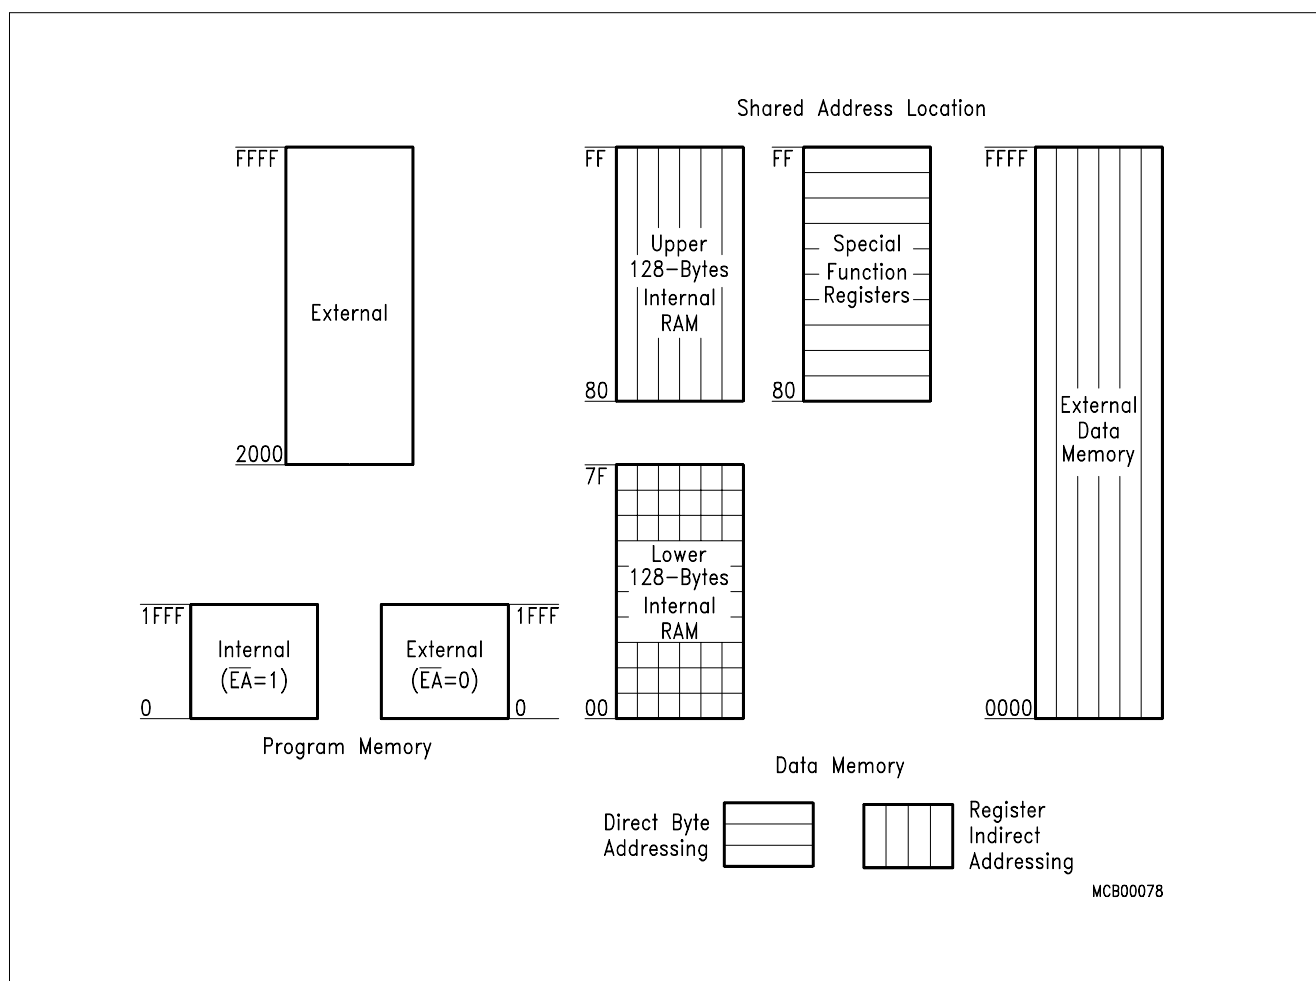 Shared Address Location
FFFF
External
2000
1FFF
Internal
(E̅A̅=1)
0
External
(E̅A̅=0)
1FFF
0
Program Memory
FF
Upper
128-Bytes
Internal
RAM
80
FF
Special
Function
Registers
80
7F
Lower
128-Bytes
Internal
RAM
00
FFFF
External
Data
Memory
0000
Data Memory
Direct Byte
Addressing
Register
Indirect
Addressing
MCB00078